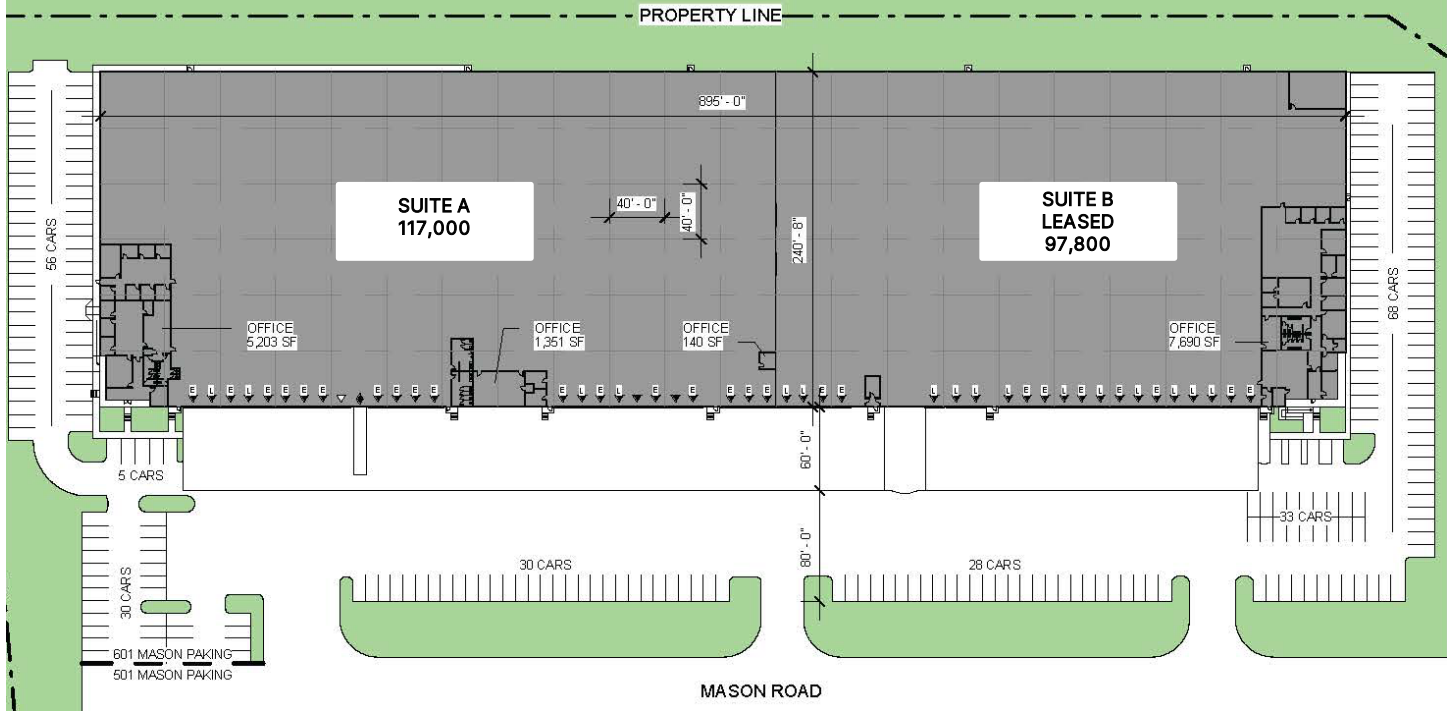 PROPERTY LINE
895' - 0"
SUITE A
117,000
40' - 0"
40' - 0"
240' - 8"
SUITE B
LEASED
97,800
56 CARS
68 CARS
OFFICE
5,203 SF
OFFICE
1,351 SF
OFFICE
140 SF
OFFICE
7,690 SF
E L E L E E E E E E E E E L E L E E E E E L L E E L L L E E E L E L E L E L L L E E
60' - 0"
5 CARS
33 CARS
80' - 0"
30 CARS
28 CARS
30 CARS
601 MASON PAKING
501 MASON PAKING
MASON ROAD